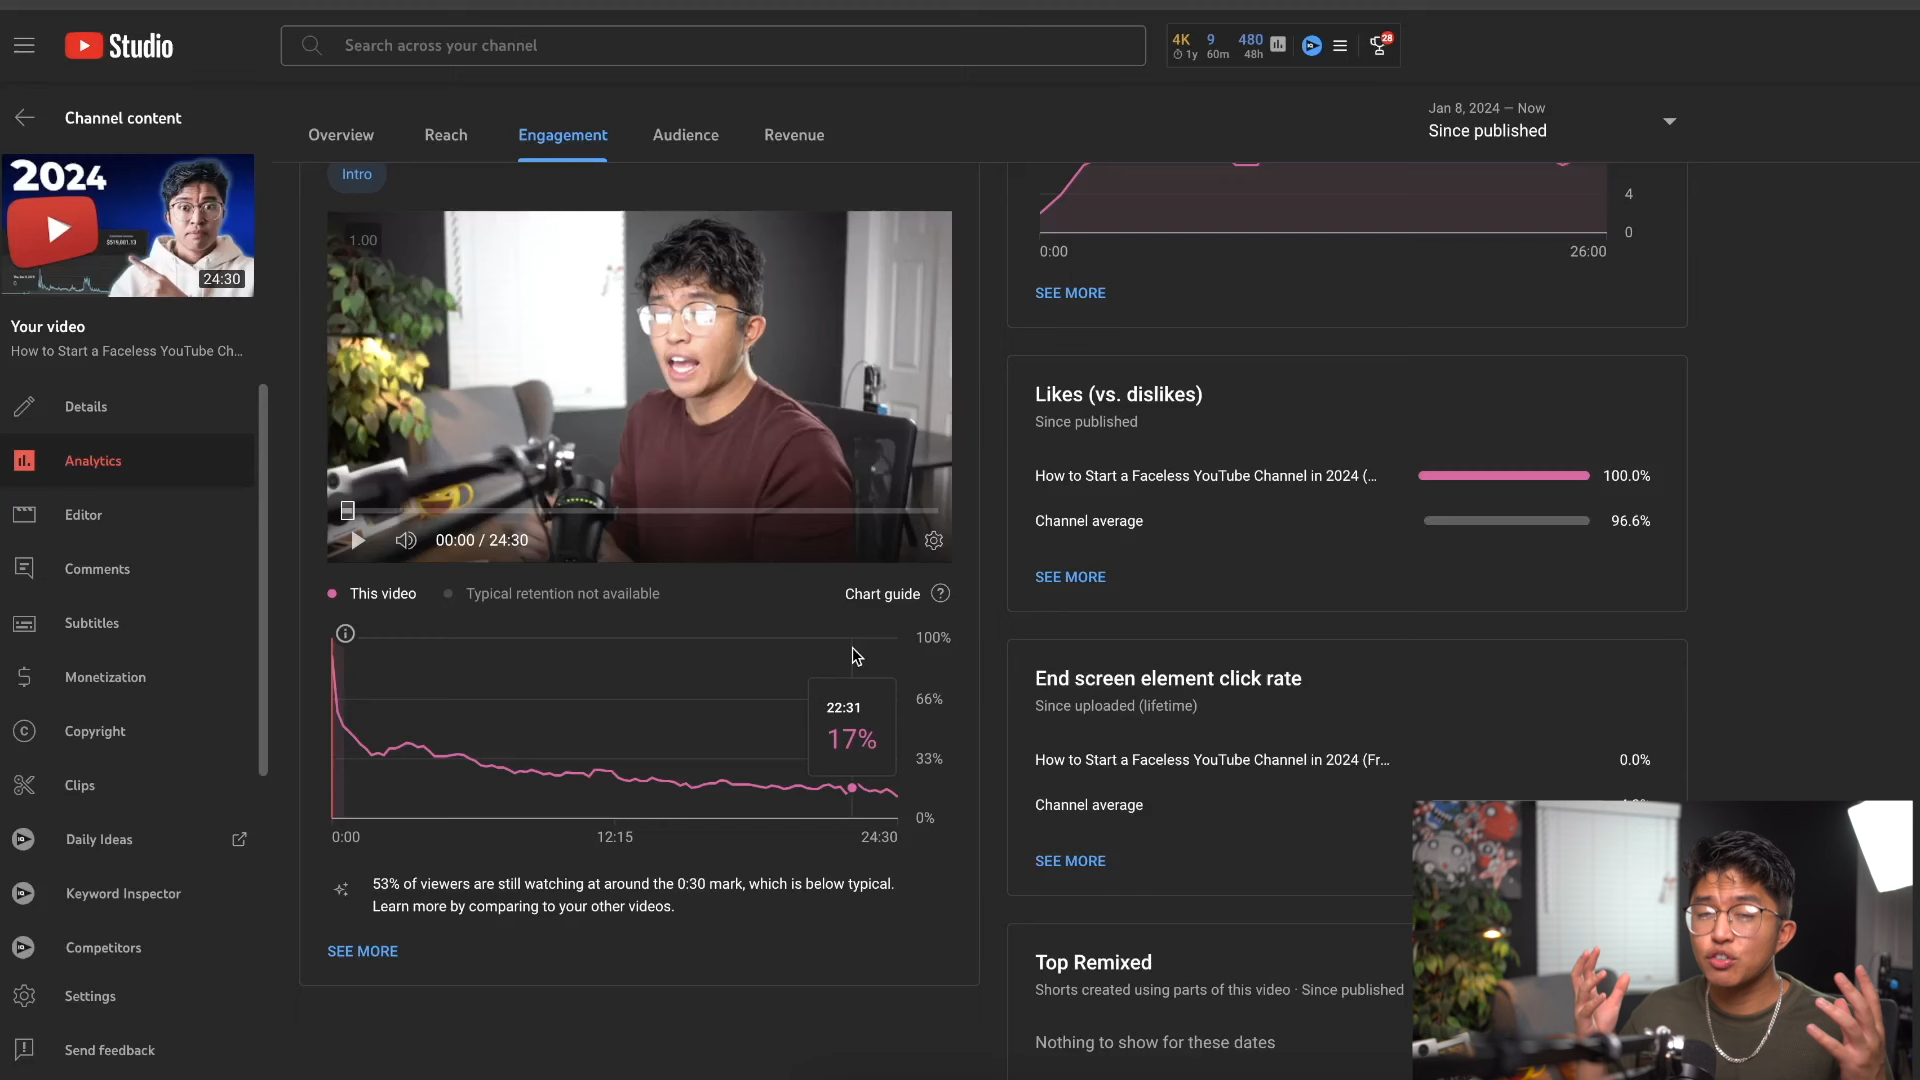 Studio
Search across your channel
4K 9 480
1y 60m 48h
28
Channel content
Overview
Reach
Engagement
Audience
Revenue
Jan 8, 2024 – Now
Since published
2024
$519,001.13
24:30
Your video
How to Start a Faceless YouTube Ch...
Details
Analytics
Editor
Comments
Subtitles
Monetization
Copyright
Clips
Daily Ideas
Keyword Inspector
Competitors
Settings
Send feedback
Intro
1.00
00:00 / 24:30
This video
Typical retention not available
Chart guide
100%
66%
33%
0%
22:31
17%
0:00
12:15
24:30
53% of viewers are still watching at around the 0:30 mark, which is below typical.
Learn more by comparing to your other videos.
SEE MORE
4
0
0:00
26:00
SEE MORE
Likes (vs. dislikes)
Since published
How to Start a Faceless YouTube Channel in 2024 (...
100.0%
Channel average
96.6%
SEE MORE
End screen element click rate
Since uploaded (lifetime)
How to Start a Faceless YouTube Channel in 2024 (Fr...
0.0%
Channel average
SEE MORE
Top Remixed
Shorts created using parts of this video · Since published
Nothing to show for these dates